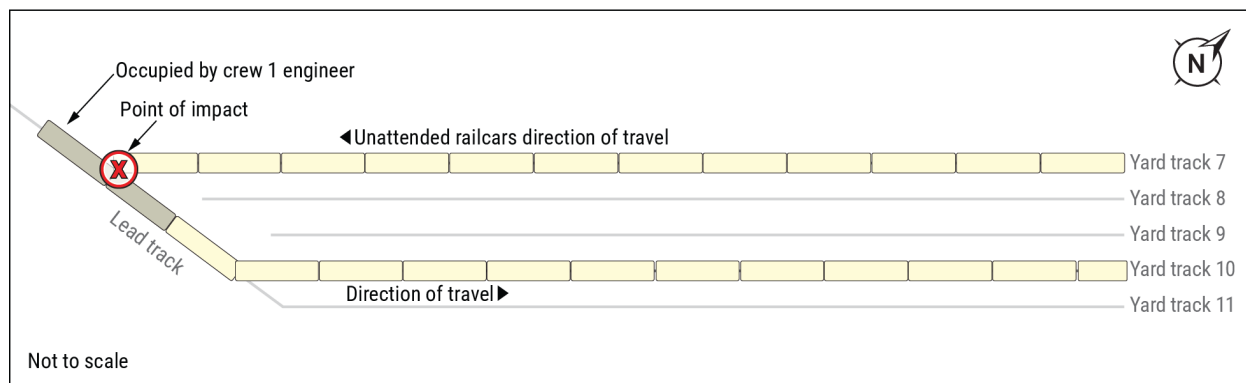 Occupied by crew 1 engineer
Point of impact
N
X
◀Unattended railcars direction of travel
Yard track 7
Yard track 8
Yard track 9
Lead track
Yard track 10
Direction of travel▶
Yard track 11
Not to scale